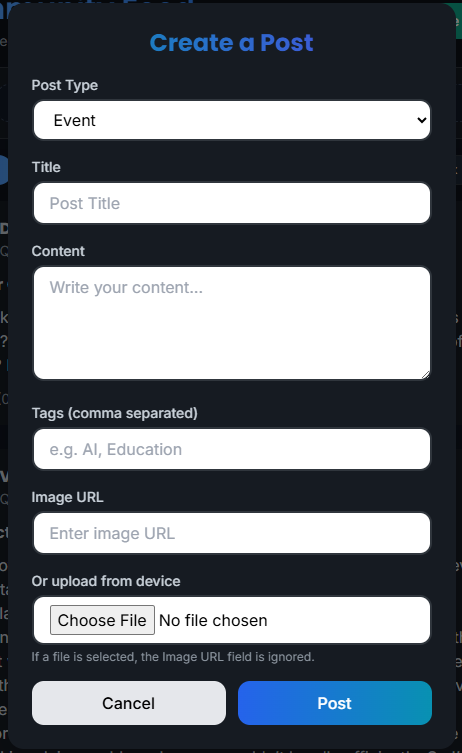 Create a Post
Post Type
Event
Title
Post Title
Content
Write your content...
Tags (comma separated)
e.g. AI, Education
Image URL
Enter image URL
Or upload from device
Choose File No file chosen
If a file is selected, the Image URL field is ignored.
Cancel Post